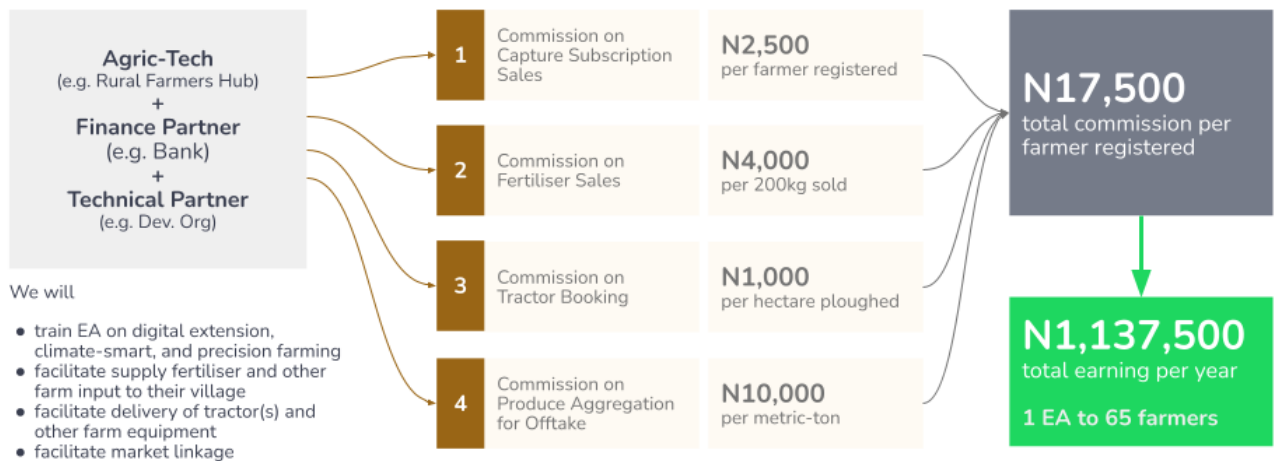 Agric-Tech
(e.g. Rural Farmers Hub)
+
Finance Partner
(e.g. Bank)
+
Technical Partner
(e.g. Dev. Org)
We will
● train EA on digital extension,
climate-smart, and precision farming
● facilitate supply fertiliser and other
farm input to their village
● facilitate delivery of tractor(s) and
other farm equipment
● facilitate market linkage
1
Commission on
Capture Subscription
Sales
N2,500
per farmer registered
2
Commission on
Fertiliser Sales
N4,000
per 200kg sold
3
Commission on
Tractor Booking
N1,000
per hectare ploughed
4
Commission on
Produce Aggregation
for Offtake
N10,000
per metric-ton
N17,500
total commission per
farmer registered
N1,137,500
total earning per year
1 EA to 65 farmers